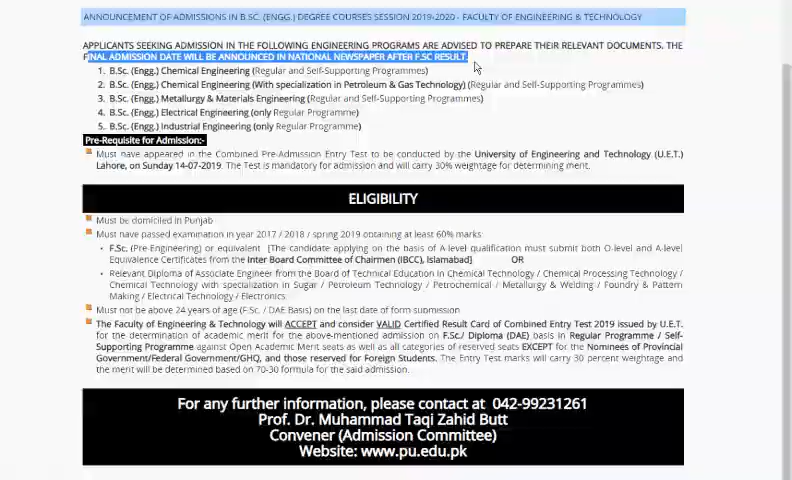 ANNOUNCEMENT OF ADMISSIONS IN B.SC. (ENGG.) DEGREE COURSES SESSION 2019-2020 - FACULTY OF ENGINEERING & TECHNOLOGY
APPLICANTS SEEKING ADMISSION IN THE FOLLOWING ENGINEERING PROGRAMS ARE ADVISED TO PREPARE THEIR RELEVANT DOCUMENTS. THE
FINAL ADMISSION DATE WILL BE ANNOUNCED IN NATIONAL NEWSPAPER AFTER F.SC RESULT.
1. B.Sc. (Engg.) Chemical Engineering (Regular and Self-Supporting Programmes)
2. B.Sc. (Engg.) Chemical Engineering (With specialization in Petroleum & Gas Technology) (Regular and Self-Supporting Programmes)
3. B.Sc. (Engg.) Metallurgy & Materials Engineering (Regular and Self-Supporting Programmes)
4. B.Sc. (Engg.) Electrical Engineering (only Regular Programme)
5. B.Sc. (Engg.) Industrial Engineering (only Regular Programme)
Pre-Requisite for Admission:-
Must have appeared in the Combined Pre-Admission Entry Test to be conducted by the University of Engineering and Technology (U.E.T.)
Lahore, on Sunday 14-07-2019. The Test is mandatory for admission and will carry 30% weightage for determining merit.
ELIGIBILITY
Must be domiciled in Punjab
Must have passed examination in year 2017 / 2018 / spring 2019 obtaining at least 60% marks:
• F.Sc. (Pre-Engineering) or equivalent [The candidate applying on the basis of A-level qualification must submit both O-level and A-level
Equivalence Certificates from the Inter Board Committee of Chairmen (IBCC), Islamabad] OR
• Relevant Diploma of Associate Engineer from the Board of Technical Education in Chemical Technology / Chemical Processing Technology /
Chemical Technology with specialization in Sugar / Petroleum Technology / Petrochemical / Metallurgy & Welding / Foundry & Pattern
Making / Electrical Technology / Electronics
Must not be above 24 years of age (F.Sc. / DAE Basis) on the last date of form submission
The Faculty of Engineering & Technology will ACCEPT and consider VALID Certified Result Card of Combined Entry Test 2019 issued by U.E.T.
for the determination of academic merit for the above-mentioned admission on F.Sc./ Diploma (DAE) basis in Regular Programme / Self-
Supporting Programme against Open Academic Merit seats as well as all categories of reserved seats EXCEPT for the Nominees of Provincial
Government/Federal Government/GHQ, and those reserved for Foreign Students. The Entry Test marks will carry 30 percent weightage and
the merit will be determined based on 70-30 formula for the said admission.
For any further information, please contact at 042-99231261
Prof. Dr. Muhammad Taqi Zahid Butt
Convener (Admission Committee)
Website: www.pu.edu.pk